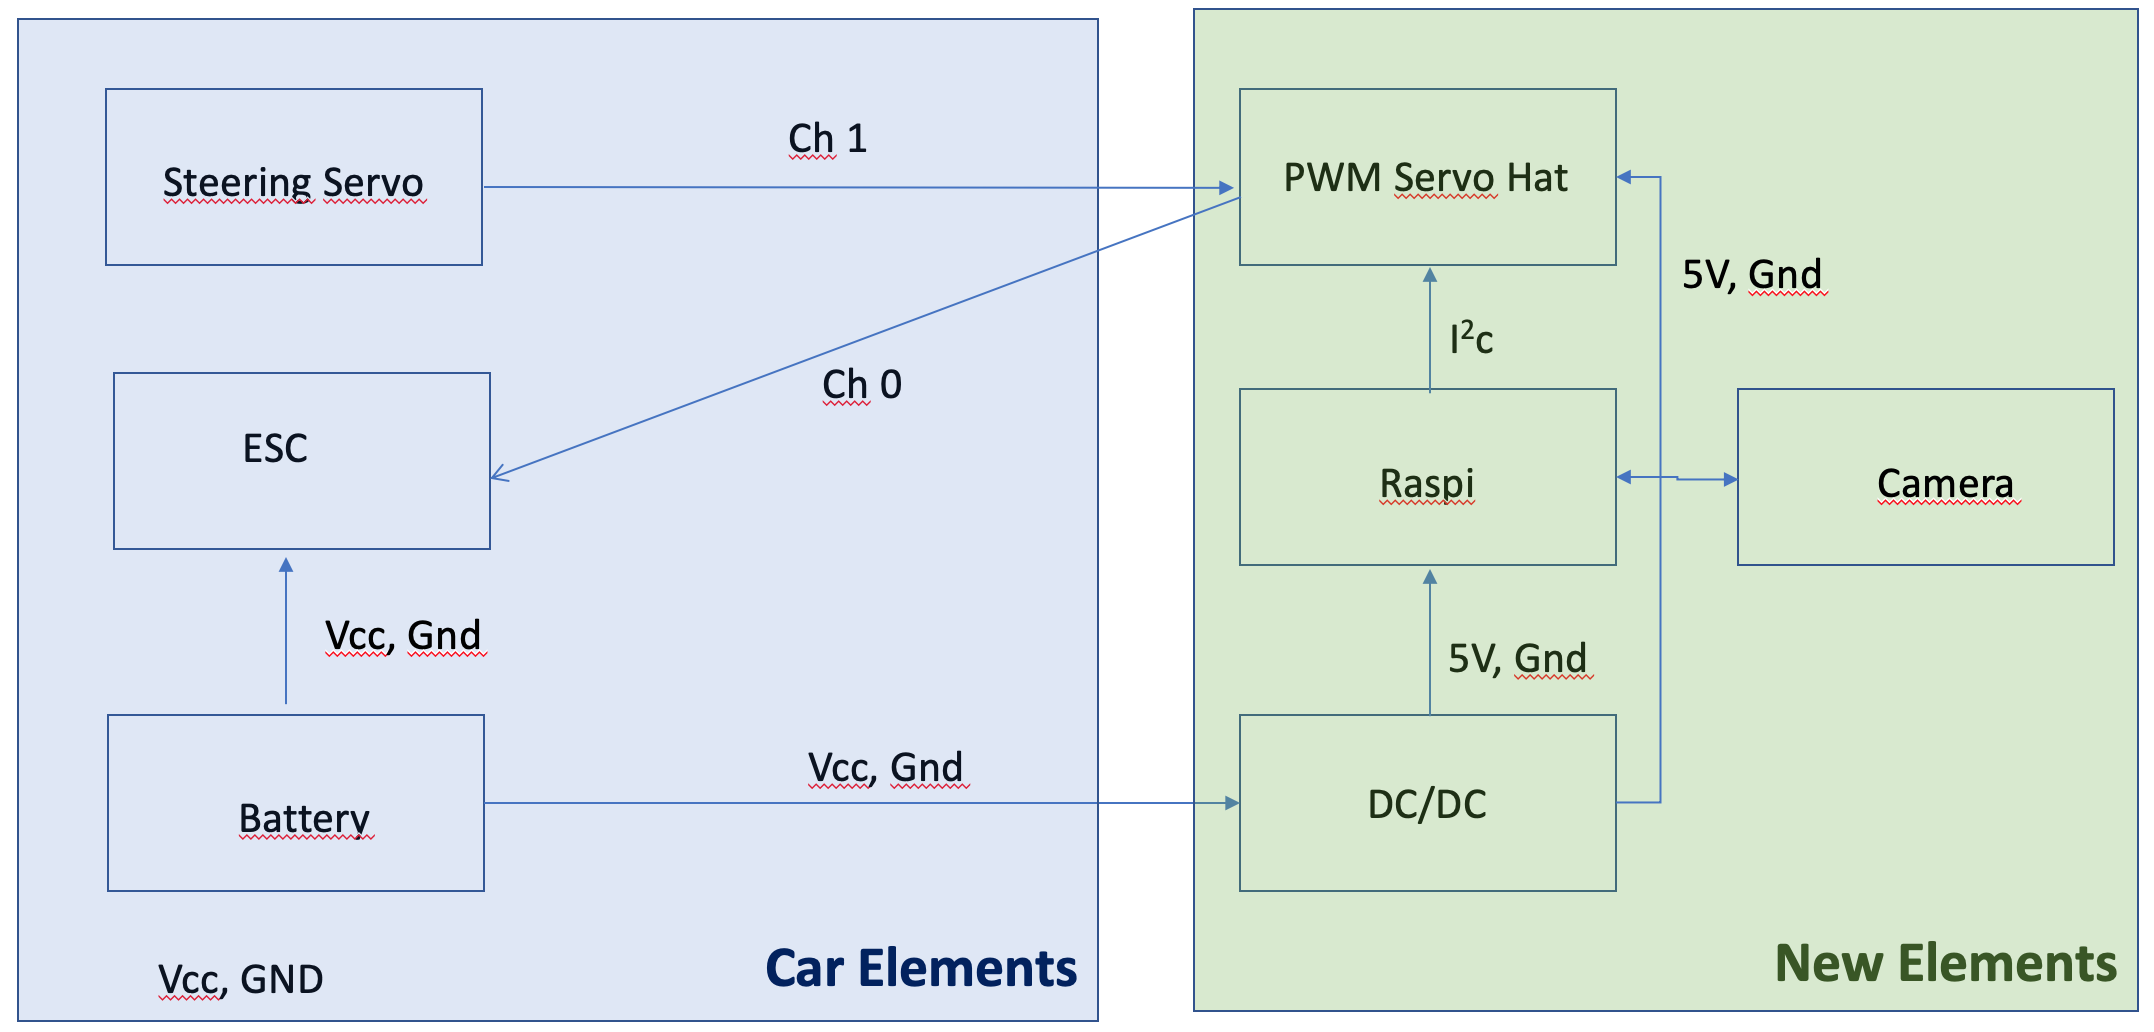 Ch 1
Steering Servo
PWM Servo Hat
5V, Gnd
I²c
Ch 0
ESC
Raspi
Camera
Vcc, Gnd
5V, Gnd
Vcc, Gnd
Battery
DC/DC
Car Elements
New Elements
Vcc, GND